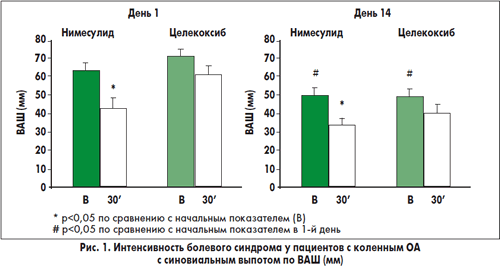 День 1
День 14
Нимесулид Целекоксиб
Нимесулид Целекоксиб
ВАШ (мм)
80
70
60
50
40
30
20
10
0
*
В 30′ В 30′
ВАШ (мм)
80
70
60
50
40
30
20
10
0
# * #
В 30′ В 30′
* p<0,05 по сравнению с начальным показателем (В)
# p<0,05 по сравнению с начальным показателем в 1-й день
Рис. 1. Интенсивность болевого синдрома у пациентов с коленным ОА
с синовиальным выпотом по ВАШ (мм)